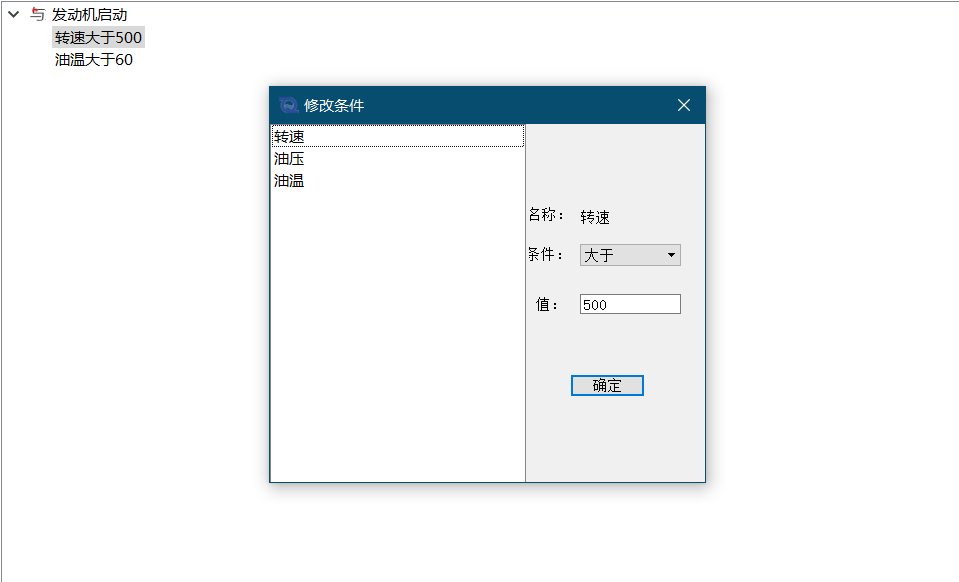 与 发动机启动
转速大于500
油温大于60
修改条件
转速
油压
油温
名称： 转速
条件： 大于
值： 500
确定